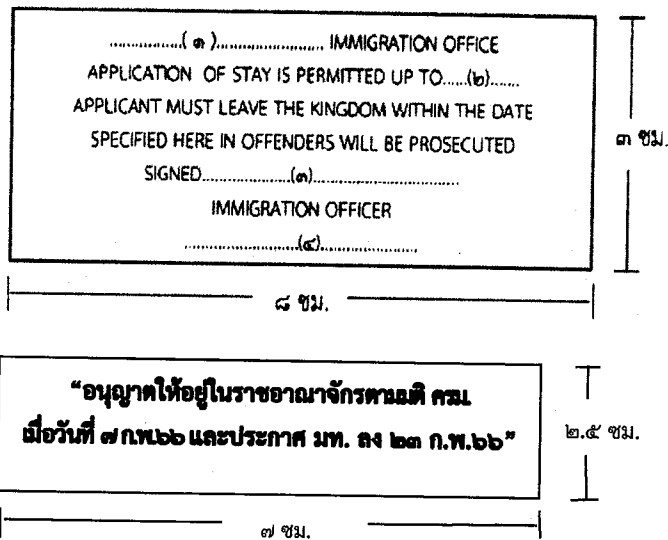 ................( ๑ )........................ IMMIGRATION OFFICE
APPLICATION OF STAY IS PERMITTED UP TO.....(๒).......
APPLICANT MUST LEAVE THE KINGDOM WITHIN THE DATE
SPECIFIED HERE IN OFFENDERS WILL BE PROSECUTED
SIGNED....................(๓).................................
IMMIGRATION OFFICER
..........................(๔)......................
๓ ซม.
๘ ซม.
“อนุญาตให้อยู่ในราชอาณาจักรตามมติ ครม.
เมื่อวันที่ ๗ ก.พ.๖๖ และประกาศ มท. ลง ๒๓ ก.พ.๖๖”
๒.๕ ซม.
๗ ซม.